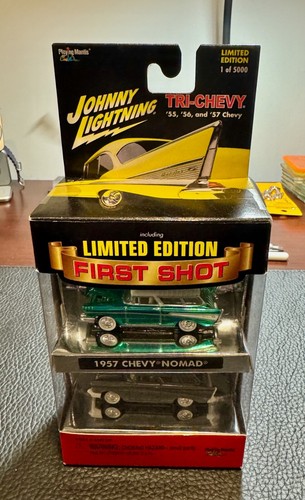 Playing Mantis
LIMITED
EDITION
1 of 5000
JOHNNY
LIGHTNING.
TRI-CHEVY.
'55, '56, and '57 Chevy
including
LIMITED EDITION
FIRST SHOT
1957 CHEVY® NOMAD®